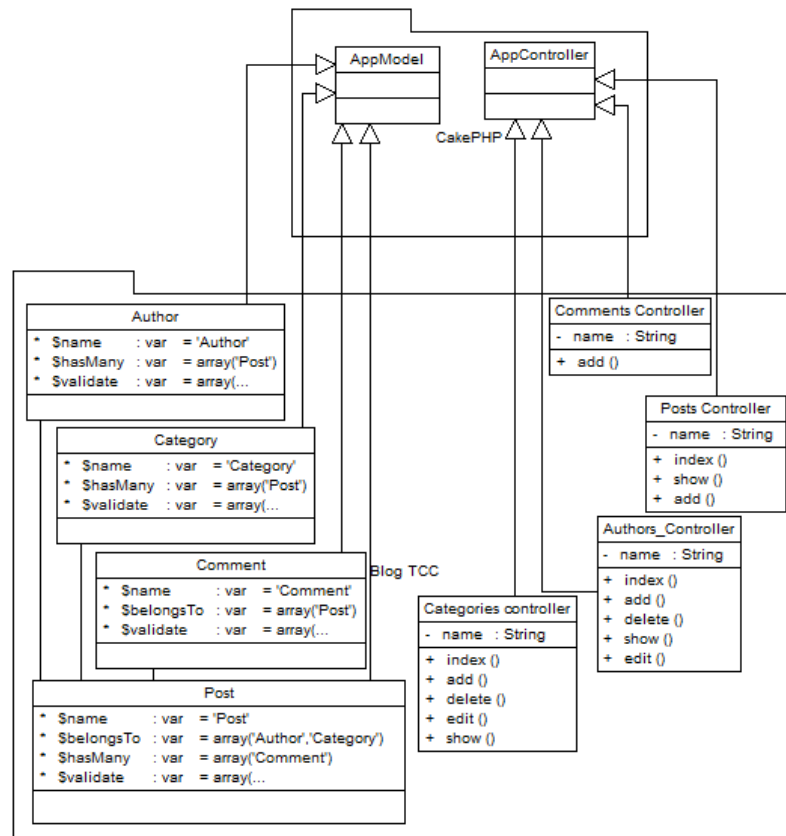 AppModel
AppController
CakePHP
Author
* $name : var = 'Author'
* $hasMany : var = array('Post')
* $validate : var = array(...
Comments Controller
- name : String
+ add ()
Posts Controller
- name : String
+ index ()
+ show ()
+ add ()
Category
* $name : var = 'Category'
* $hasMany : var = array('Post')
* $validate : var = array(...
Authors_Controller
- name : String
+ index ()
+ add ()
+ delete ()
+ show ()
+ edit ()
Comment
* $name : var = 'Comment'
* $belongsTo : var = array('Post')
* $validate : var = array(...
Blog TCC
Categories controller
- name : String
+ index ()
+ add ()
+ delete ()
+ edit ()
+ show ()
Post
* $name : var = 'Post'
* $belongsTo : var = array('Author','Category')
* $hasMany : var = array('Comment')
* $validate : var = array(...